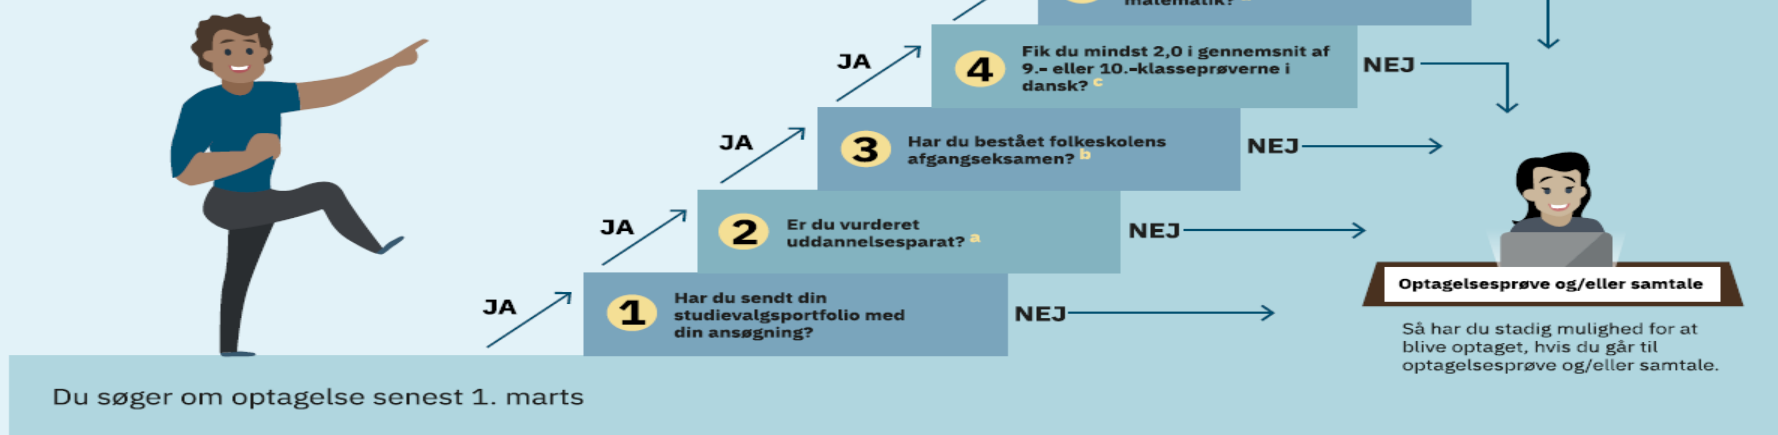 matematik?
JA
4
Fik du mindst 2,0 i gennemsnit af
9.- eller 10.-klasseprøverne i
dansk? c
NEJ
JA
3
Har du bestået folkeskolens
afgangseksamen? b
NEJ
JA
2
Er du vurderet
uddannelsesparat? a
NEJ
JA
1
Har du sendt din
studievalgsportfolio med
din ansøgning?
NEJ
Optagelsesprøve og/eller samtale
Så har du stadig mulighed for at
blive optaget, hvis du går til
optagelsesprøve og/eller samtale.
Du søger om optagelse senest 1. marts